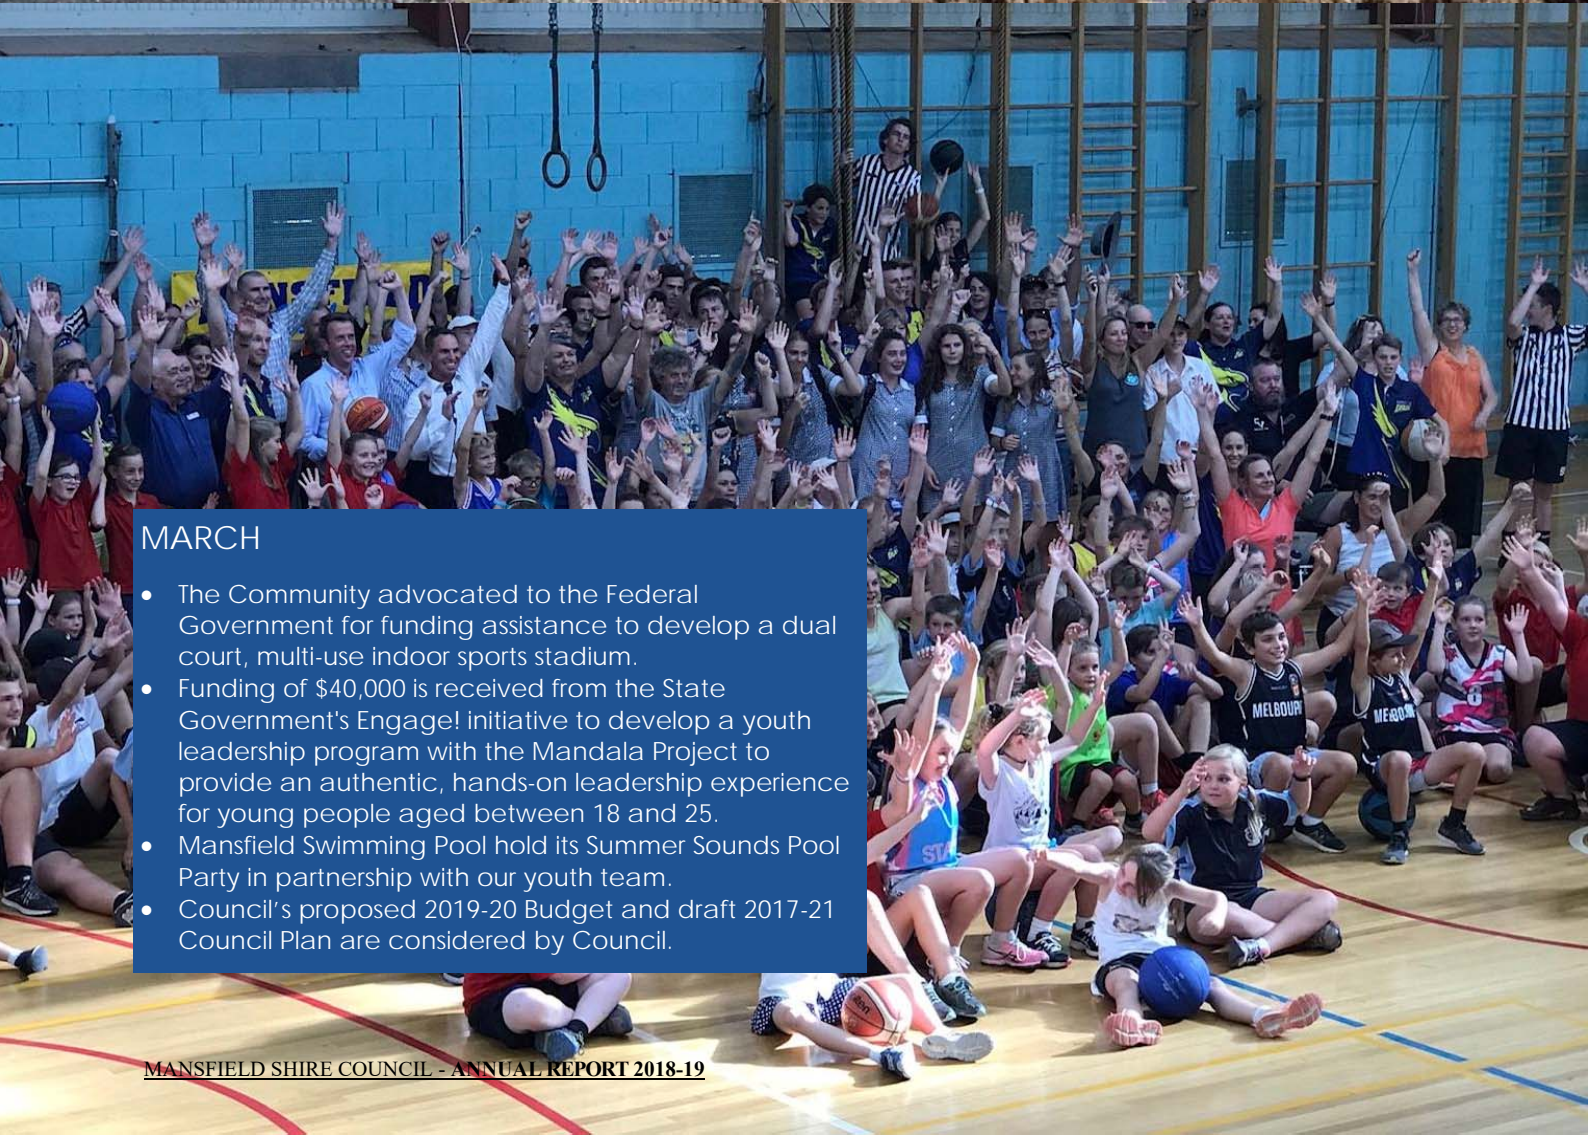 MARCH
• The Community advocated to the Federal
Government for funding assistance to develop a dual
court, multi-use indoor sports stadium.
• Funding of $40,000 is received from the State
Government's Engage! initiative to develop a youth
leadership program with the Mandala Project to
provide an authentic, hands-on leadership experience
for young people aged between 18 and 25.
• Mansfield Swimming Pool hold its Summer Sounds Pool
Party in partnership with our youth team.
• Council’s proposed 2019-20 Budget and draft 2017-21
Council Plan are considered by Council.
MANSFIELD SHIRE COUNCIL - ANNUAL REPORT 2018-19